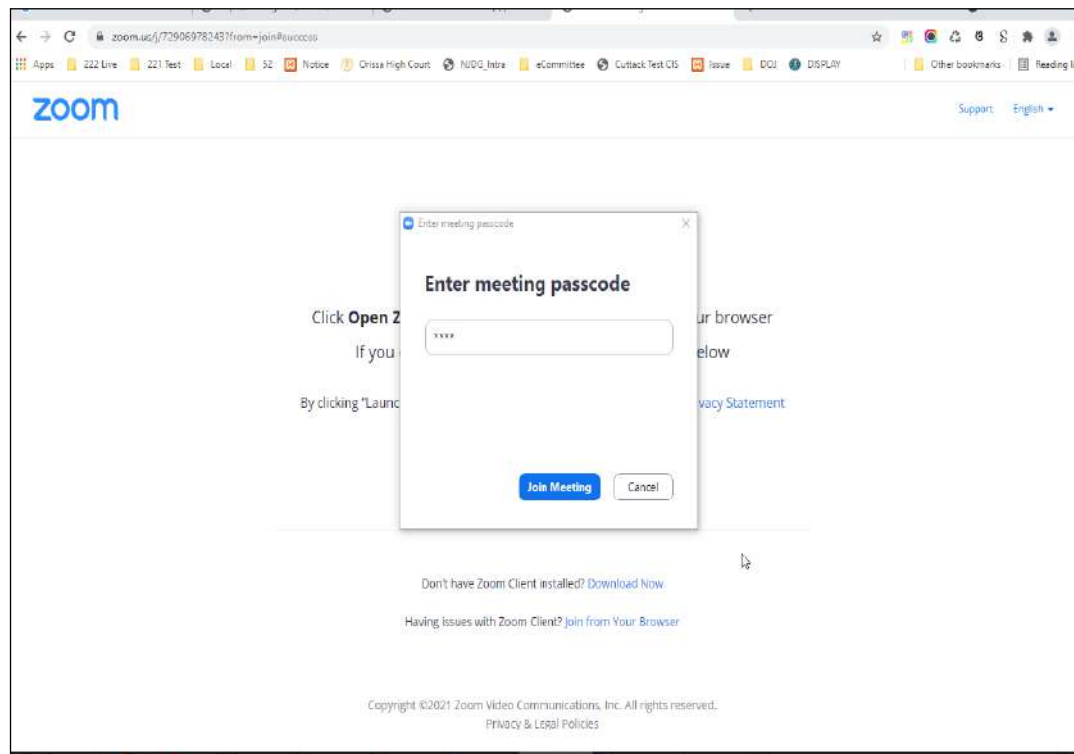 zoom.us/j/72906978243?from=join#success
Apps 222 Live 221 Test Local 52 Notice Orissa High Court NJDG_Intra eCommittee Cuttack Test CIS Issue DOJ DISPLAY Other bookmarks Reading li
zoom
Support English
Enter meeting passcode
Enter meeting passcode
Click Open Z ur browser
****
If you elow
By clicking "Launc vacy Statement
Join Meeting Cancel
Don't have Zoom Client installed? Download Now
Having issues with Zoom Client? Join from Your Browser
Copyright ©2021 Zoom Video Communications, Inc. All rights reserved.
Privacy & Legal Policies